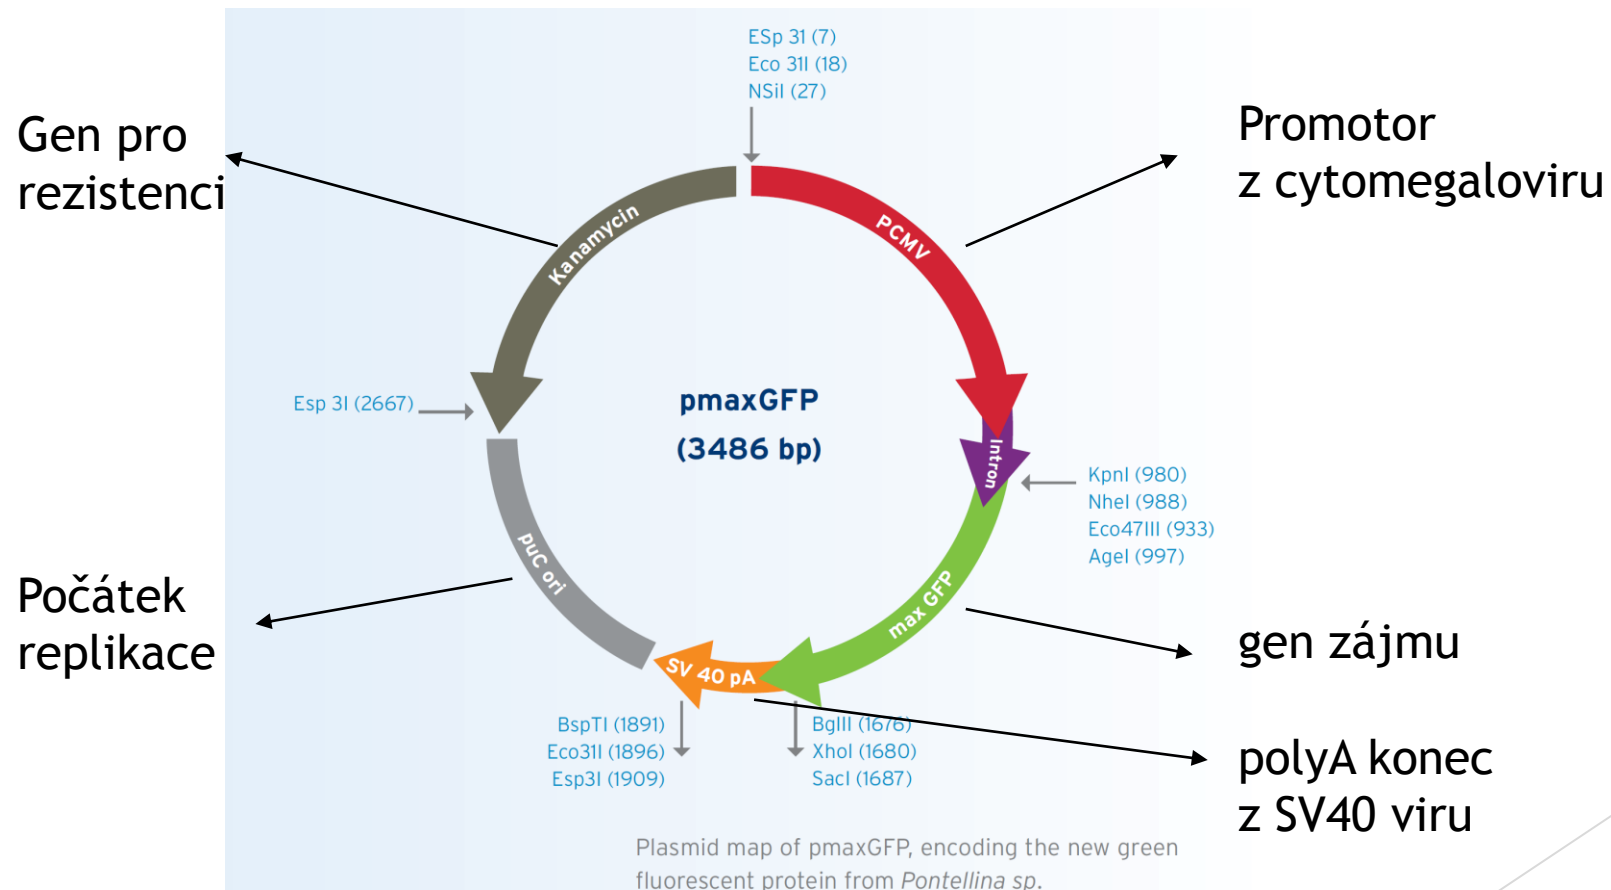 ESp 31 (7)
Eco 31I (18)
NSiI (27)
Gen pro
rezistenci
Promotor
z cytomegaloviru
Kanamycin
PCMV
Esp 3I (2667)
pmaxGFP
(3486 bp)
Intron
KpnI (980)
NheI (988)
Eco47III (933)
AgeI (997)
puC ori
max GFP
Počátek
replikace
gen zájmu
SV 40 pA
BspTI (1891)
Eco31I (1896)
Esp3I (1909)
BglII (1676)
XhoI (1680)
SacI (1687)
polyA konec
z SV40 viru
Plasmid map of pmaxGFP, encoding the new green
fluorescent protein from Pontellina sp.